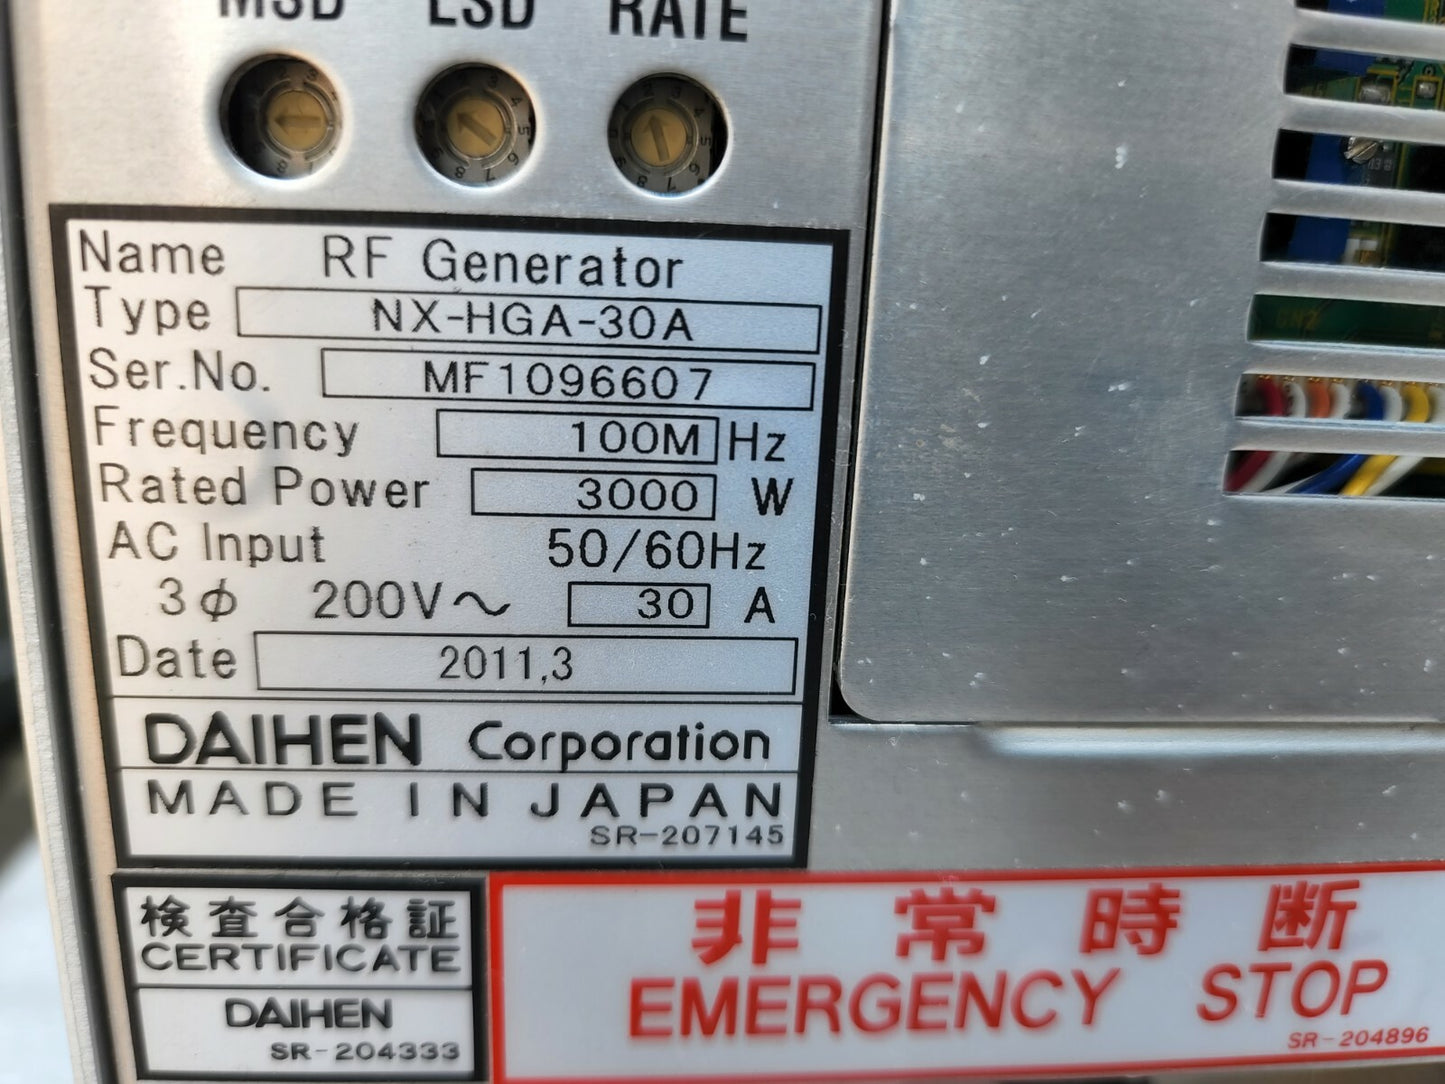 MSD LSD RATE
Name RF Generator
Type NX-HGA-30A
Ser.No. MF1096607
Frequency 100M Hz
Rated Power 3000 W
AC Input 50/60Hz
3φ 200V～ 30 A
Date 2011,3
DAIHEN Corporation
MADE IN JAPAN
SR-207145
検査合格証
CERTIFICATE
DAIHEN
SR-204333
非常時断
EMERGENCY STOP
SR-204896